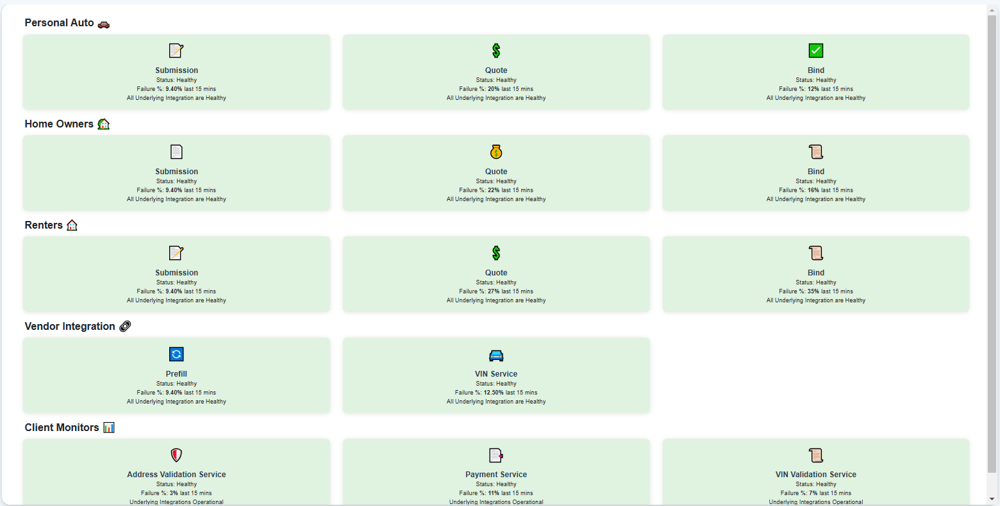 Personal Auto
Submission
Status: Healthy
Failure %: 9.40% last 15 mins
All Underlying Integration are Healthy
Quote
Status: Healthy
Failure %: 20% last 15 mins
All Underlying Integration are Healthy
Bind
Status: Healthy
Failure %: 12% last 15 mins
All Underlying Integration are Healthy
Home Owners
Submission
Status: Healthy
Failure %: 9.40% last 15 mins
All Underlying Integration are Healthy
Quote
Status: Healthy
Failure %: 22% last 15 mins
All Underlying Integration are Healthy
Bind
Status: Healthy
Failure %: 16% last 15 mins
All Underlying Integration are Healthy
Renters
Submission
Status: Healthy
Failure %: 9.40% last 15 mins
All Underlying Integration are Healthy
Quote
Status: Healthy
Failure %: 27% last 15 mins
All Underlying Integration are Healthy
Bind
Status: Healthy
Failure %: 35% last 15 mins
All Underlying Integration are Healthy
Vendor Integration
Prefill
Status: Healthy
Failure %: 9.40% last 15 mins
All Underlying Integration are Healthy
VIN Service
Status: Healthy
Failure %: 12.50% last 15 mins
All Underlying Integration are Healthy
Client Monitors
Address Validation Service
Status: Healthy
Failure %: 3% last 15 mins
Underlying Integrations Operational
Payment Service
Status: Healthy
Failure %: 11% last 15 mins
Underlying Integrations Operational
VIN Validation Service
Status: Healthy
Failure %: 7% last 15 mins
Underlying Integrations Operational